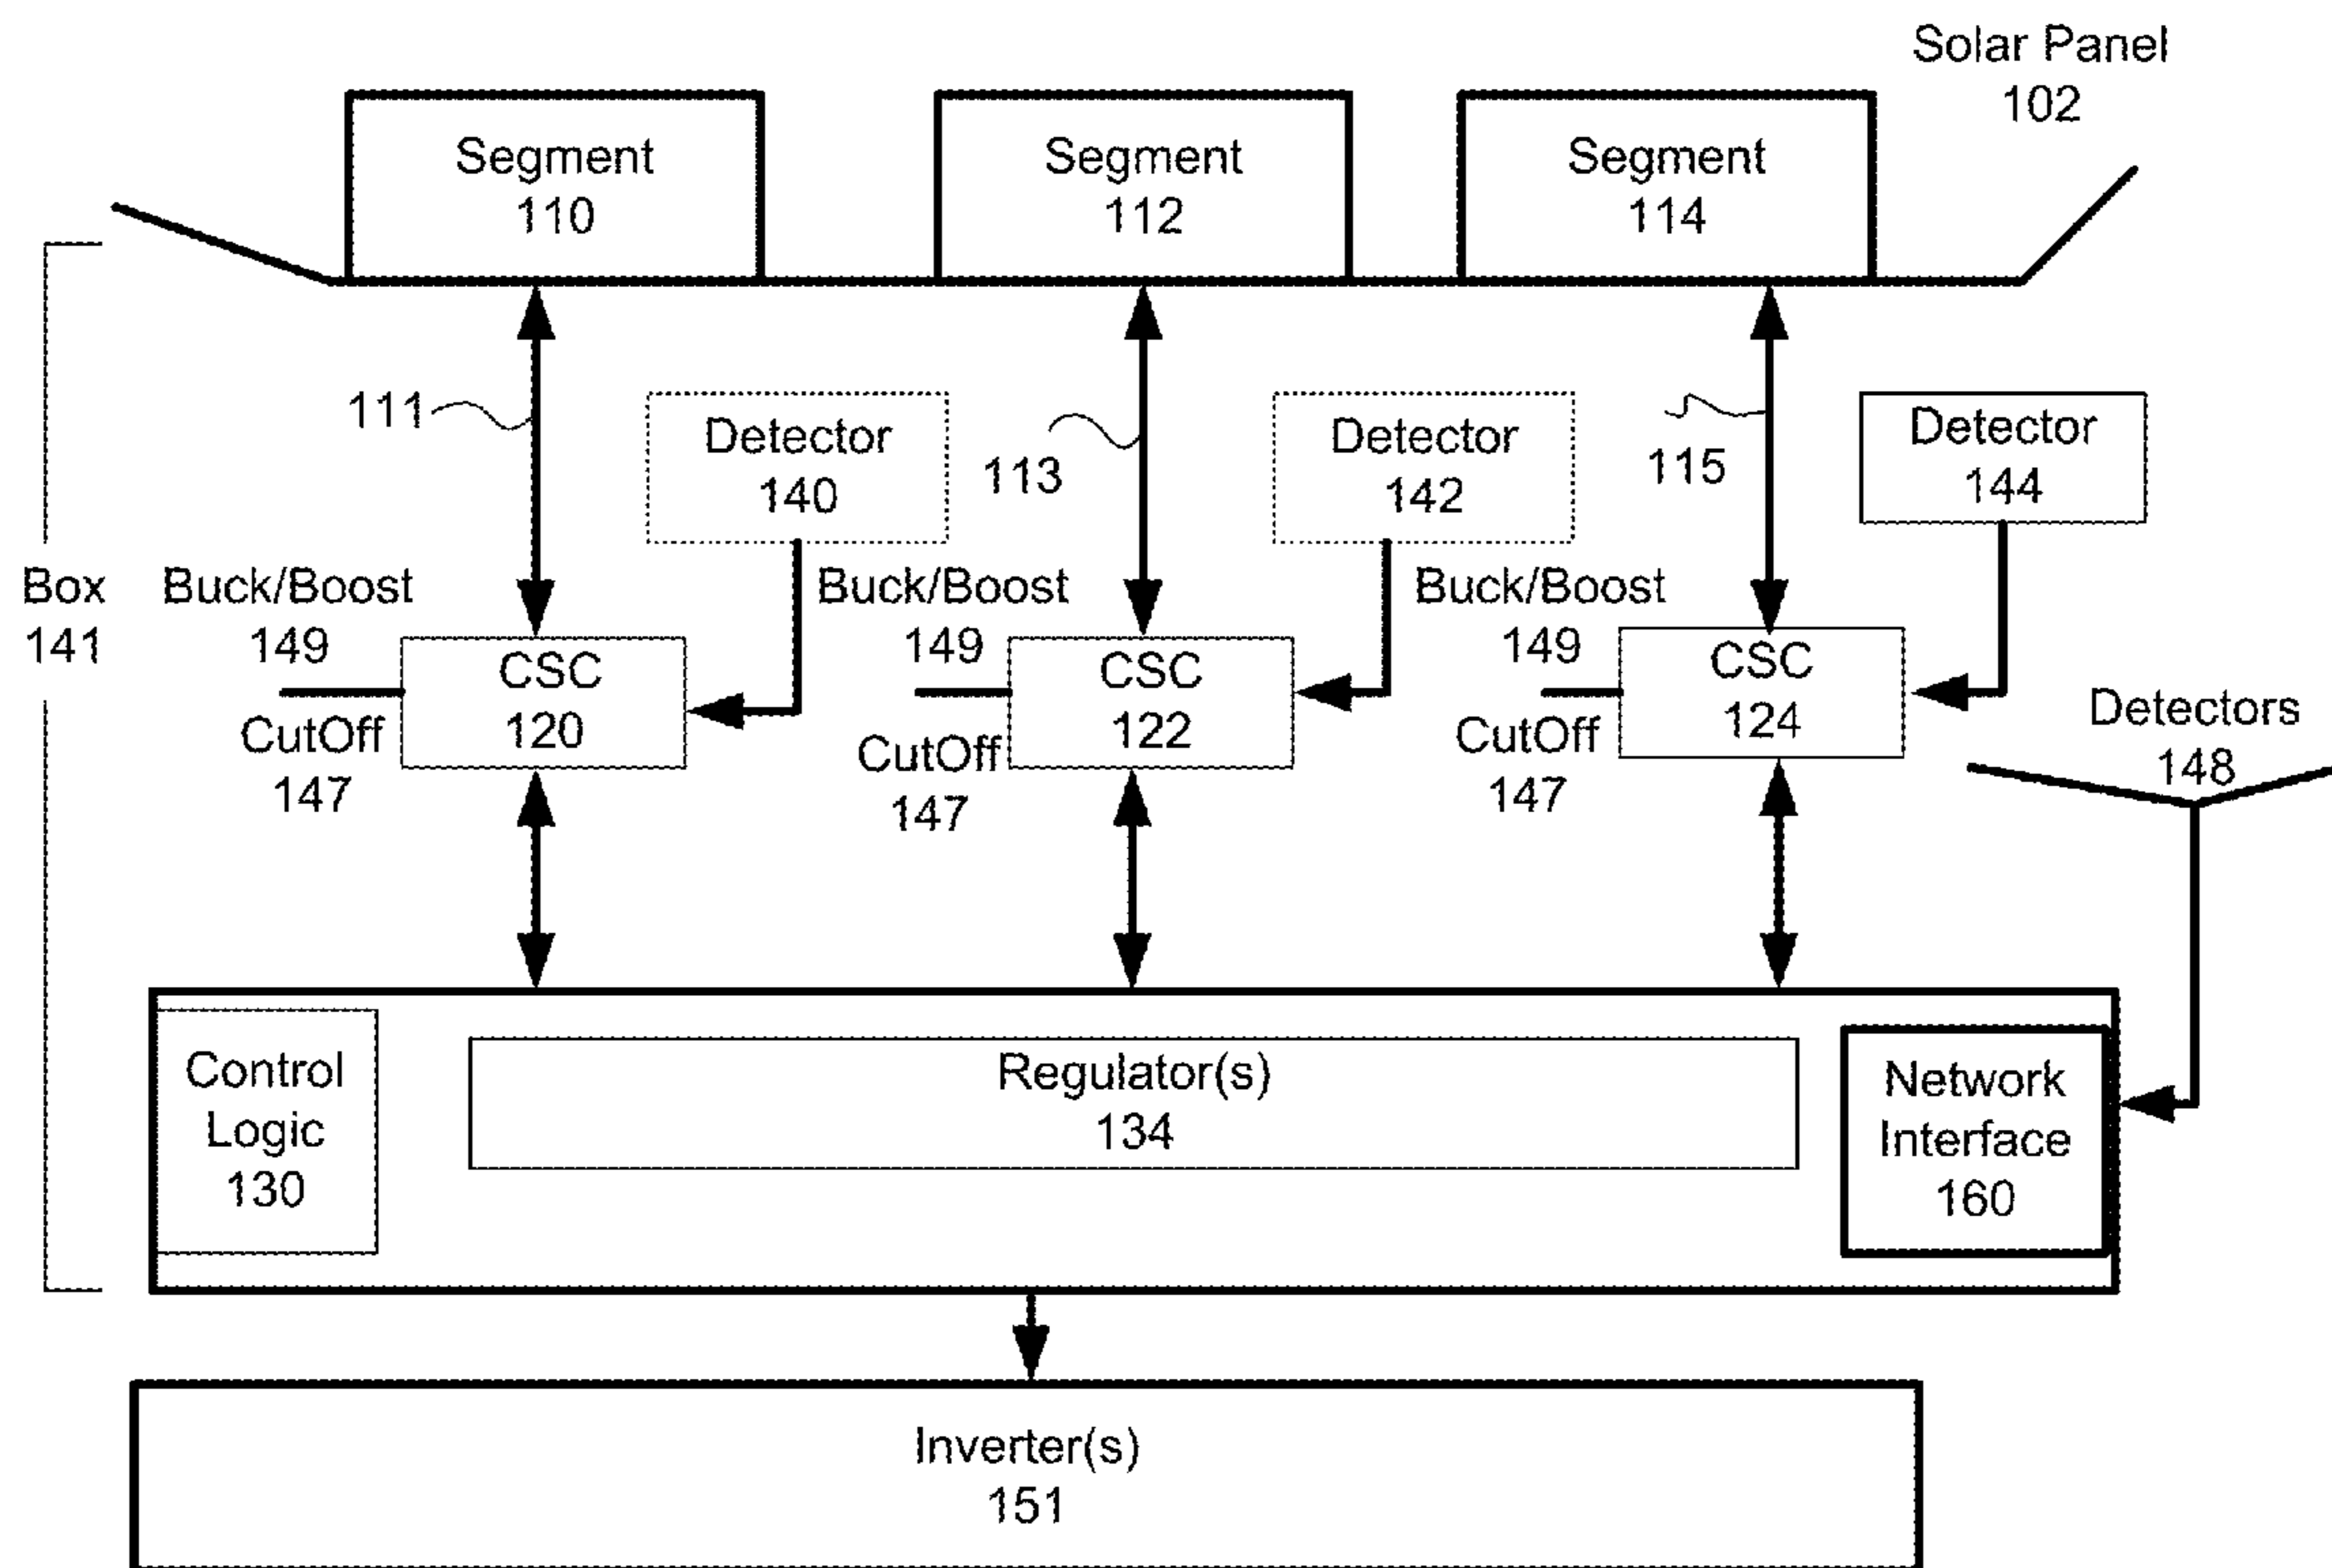 Solar Panel
102
Segment
110
Segment
112
Segment
114
111
Detector
140
113
Detector
142
115
Detector
144
Box
141
Buck/Boost
149
CutOff
147
CSC
120
Buck/Boost
149
CutOff
147
CSC
122
Buck/Boost
149
CutOff
147
CSC
124
Detectors
148
Control
Logic
130
Regulator(s)
134
Network
Interface
160
Inverter(s)
151